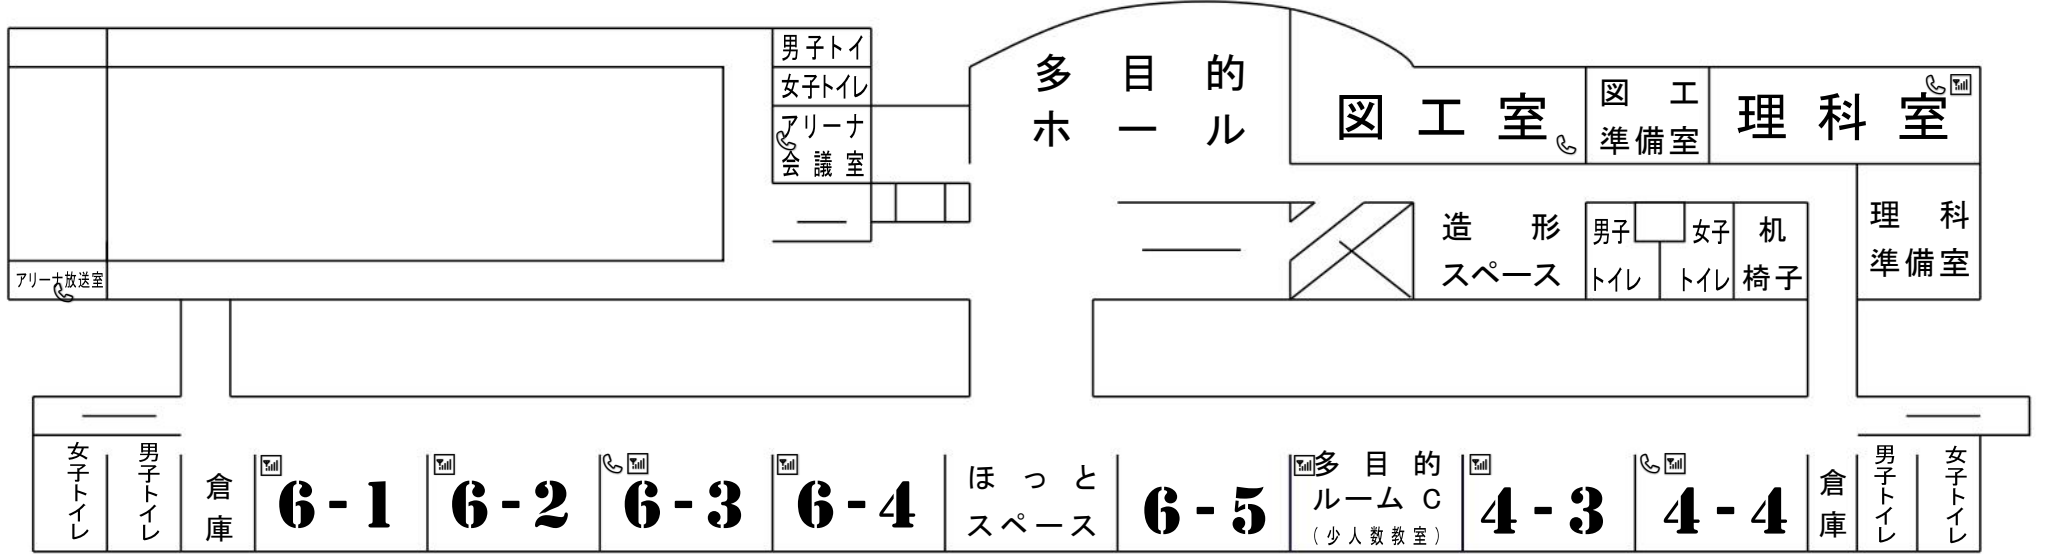 男子トイ
女子トイレ
アリーナ
会議室
アリーナ放送室
多目的
ホール
図工室
図工
準備室
理科室
造形
スペース
男子
トイレ
女子
トイレ
机
椅子
理科
準備室
女子トイレ
男子トイレ
倉庫
6-1
6-2
6-3
6-4
ほっと
スペース
6-5
多目的
ルームC
(少人数教室)
4-3
4-4
倉庫
男子トイレ
女子トイレ